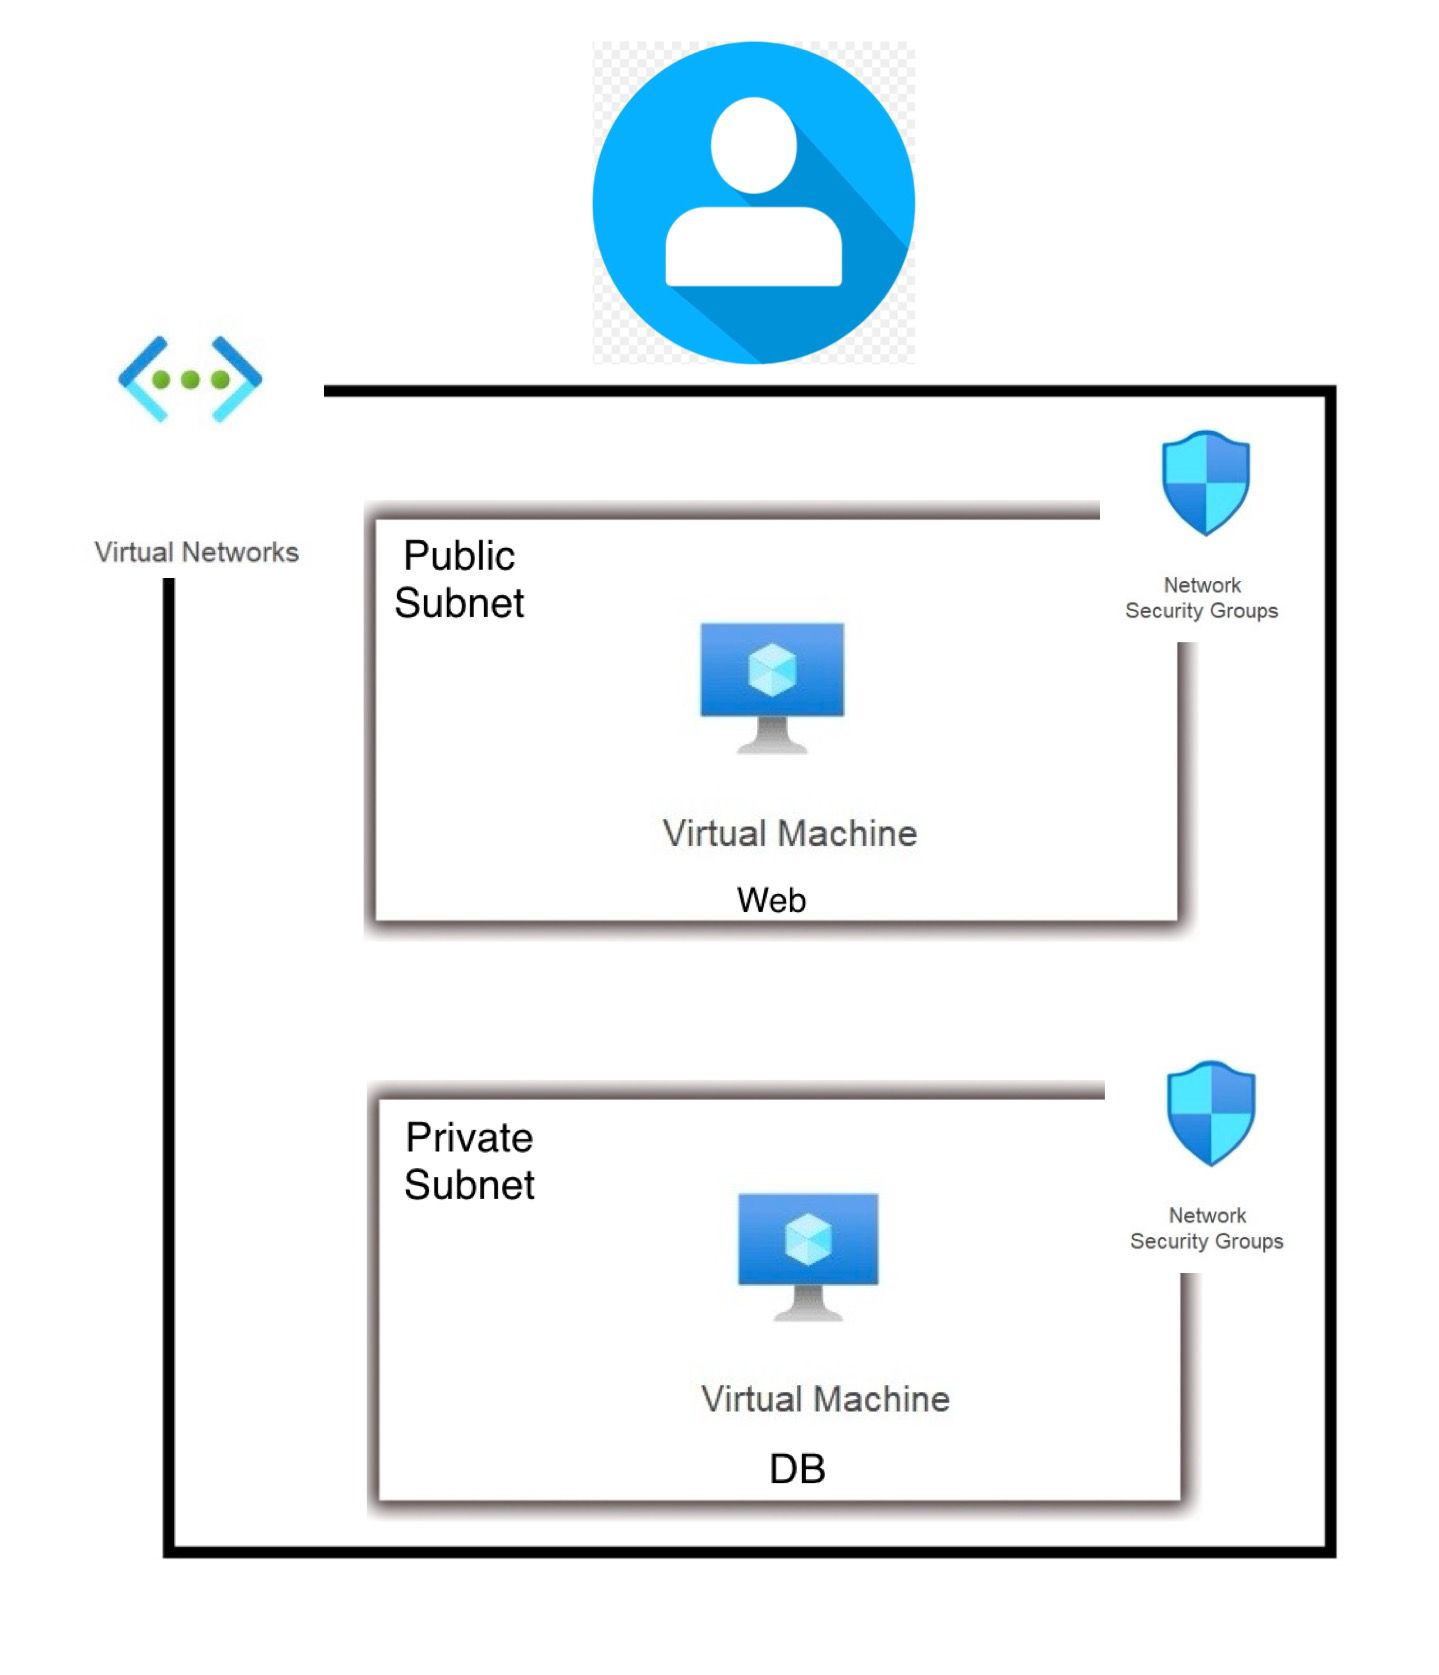 Virtual Networks
Network
Security Groups
Public
Subnet
Virtual Machine
Web
Private
Subnet
Network
Security Groups
Virtual Machine
DB